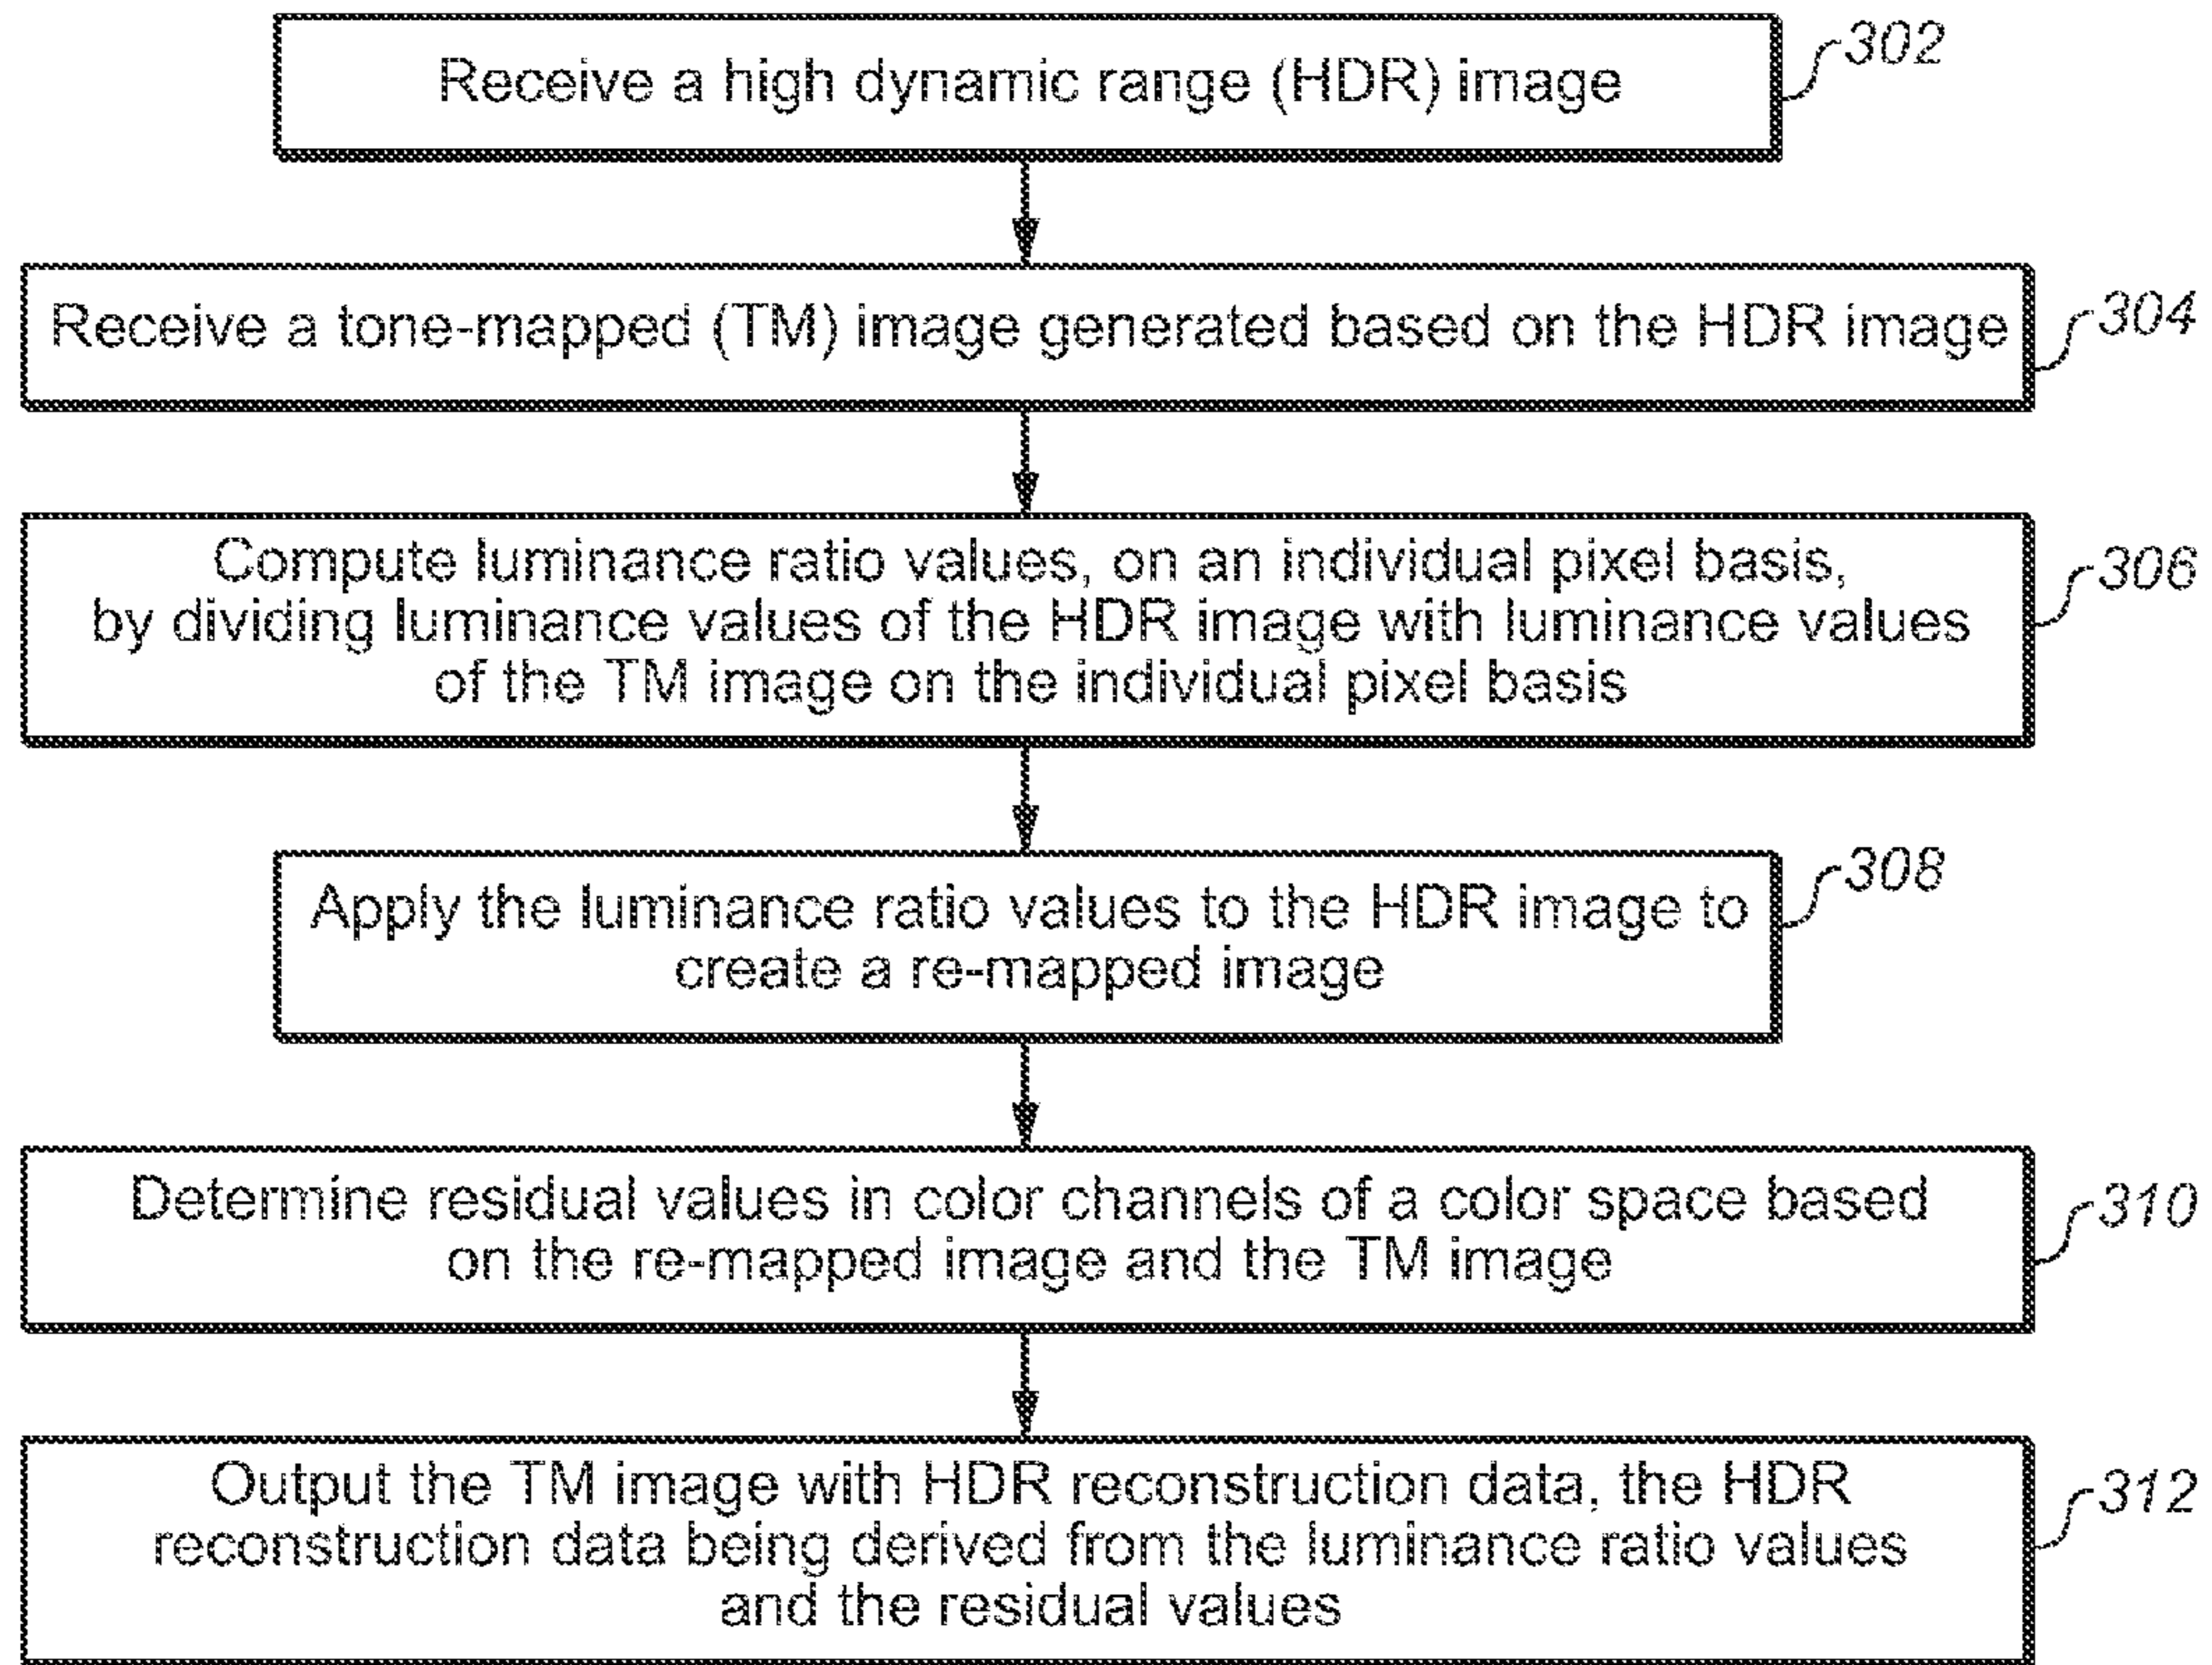 Receive a high dynamic range (HDR) image
302
Receive a tone-mapped (TM) image generated based on the HDR image
304
Compute luminance ratio values, on an individual pixel basis,
by dividing luminance values of the HDR image with luminance values
of the TM image on the individual pixel basis
306
Apply the luminance ratio values to the HDR image to
create a re-mapped image
308
Determine residual values in color channels of a color space based
on the re-mapped image and the TM image
310
Output the TM image with HDR reconstruction data, the HDR
reconstruction data being derived from the luminance ratio values
and the residual values
312